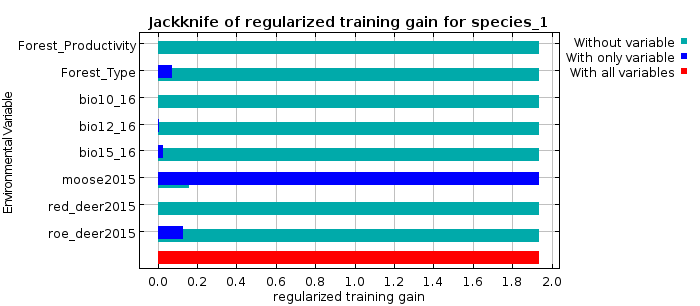 Jackknife of regularized training gain for species_1
Without variable
With only variable
With all variables
Environmental Variable
Forest_Productivity
Forest_Type
bio10_16
bio12_16
bio15_16
moose2015
red_deer2015
roe_deer2015
0.0 0.2 0.4 0.6 0.8 1.0 1.2 1.4 1.6 1.8 2.0
regularized training gain